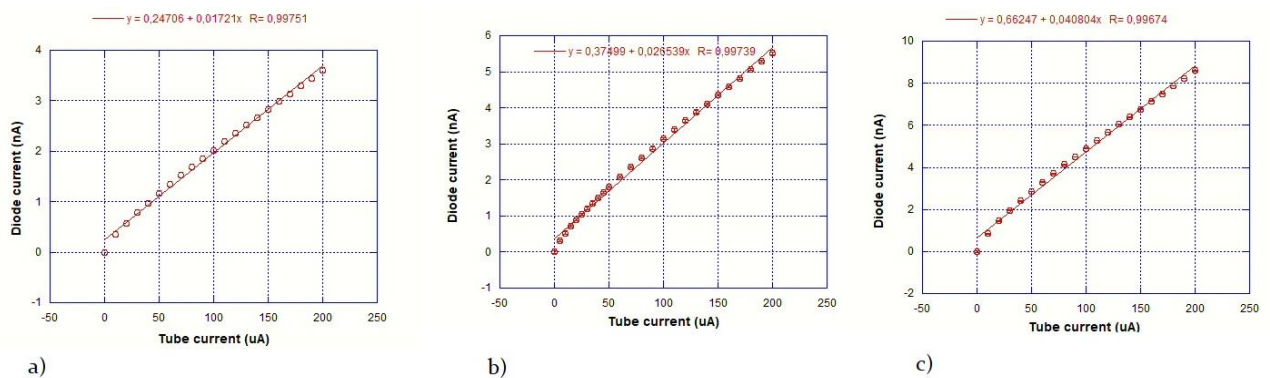 y = 0,24706 + 0,01721x R= 0,99751
4
3
2
1
0
-1
Diode current (nA)
-50 0 50 100 150 200 250
Tube current (uA)
a)
y = 0,37499 + 0,026539x R= 0,99739
6
5
4
3
2
1
0
-1
Diode current (nA)
-50 0 50 100 150 200 250
Tube current (uA)
b)
y = 0,66247 + 0,040804x R= 0,99674
10
8
6
4
2
0
-2
Diode current (nA)
-50 0 50 100 150 200 250
Tube current (uA)
c)